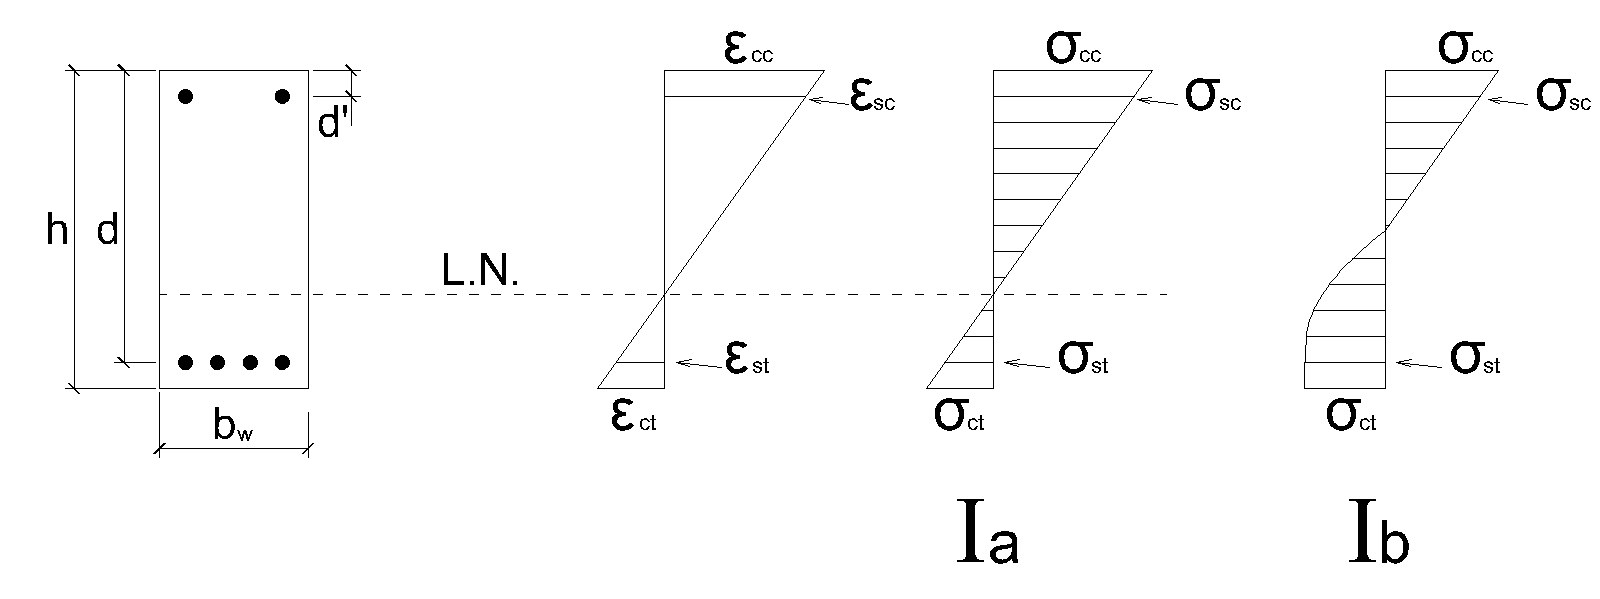 εcc σcc σcc
εsc σsc σsc
d'
h d
L.N.
εst σst σst
εct σct σct
bw
Ia Ib